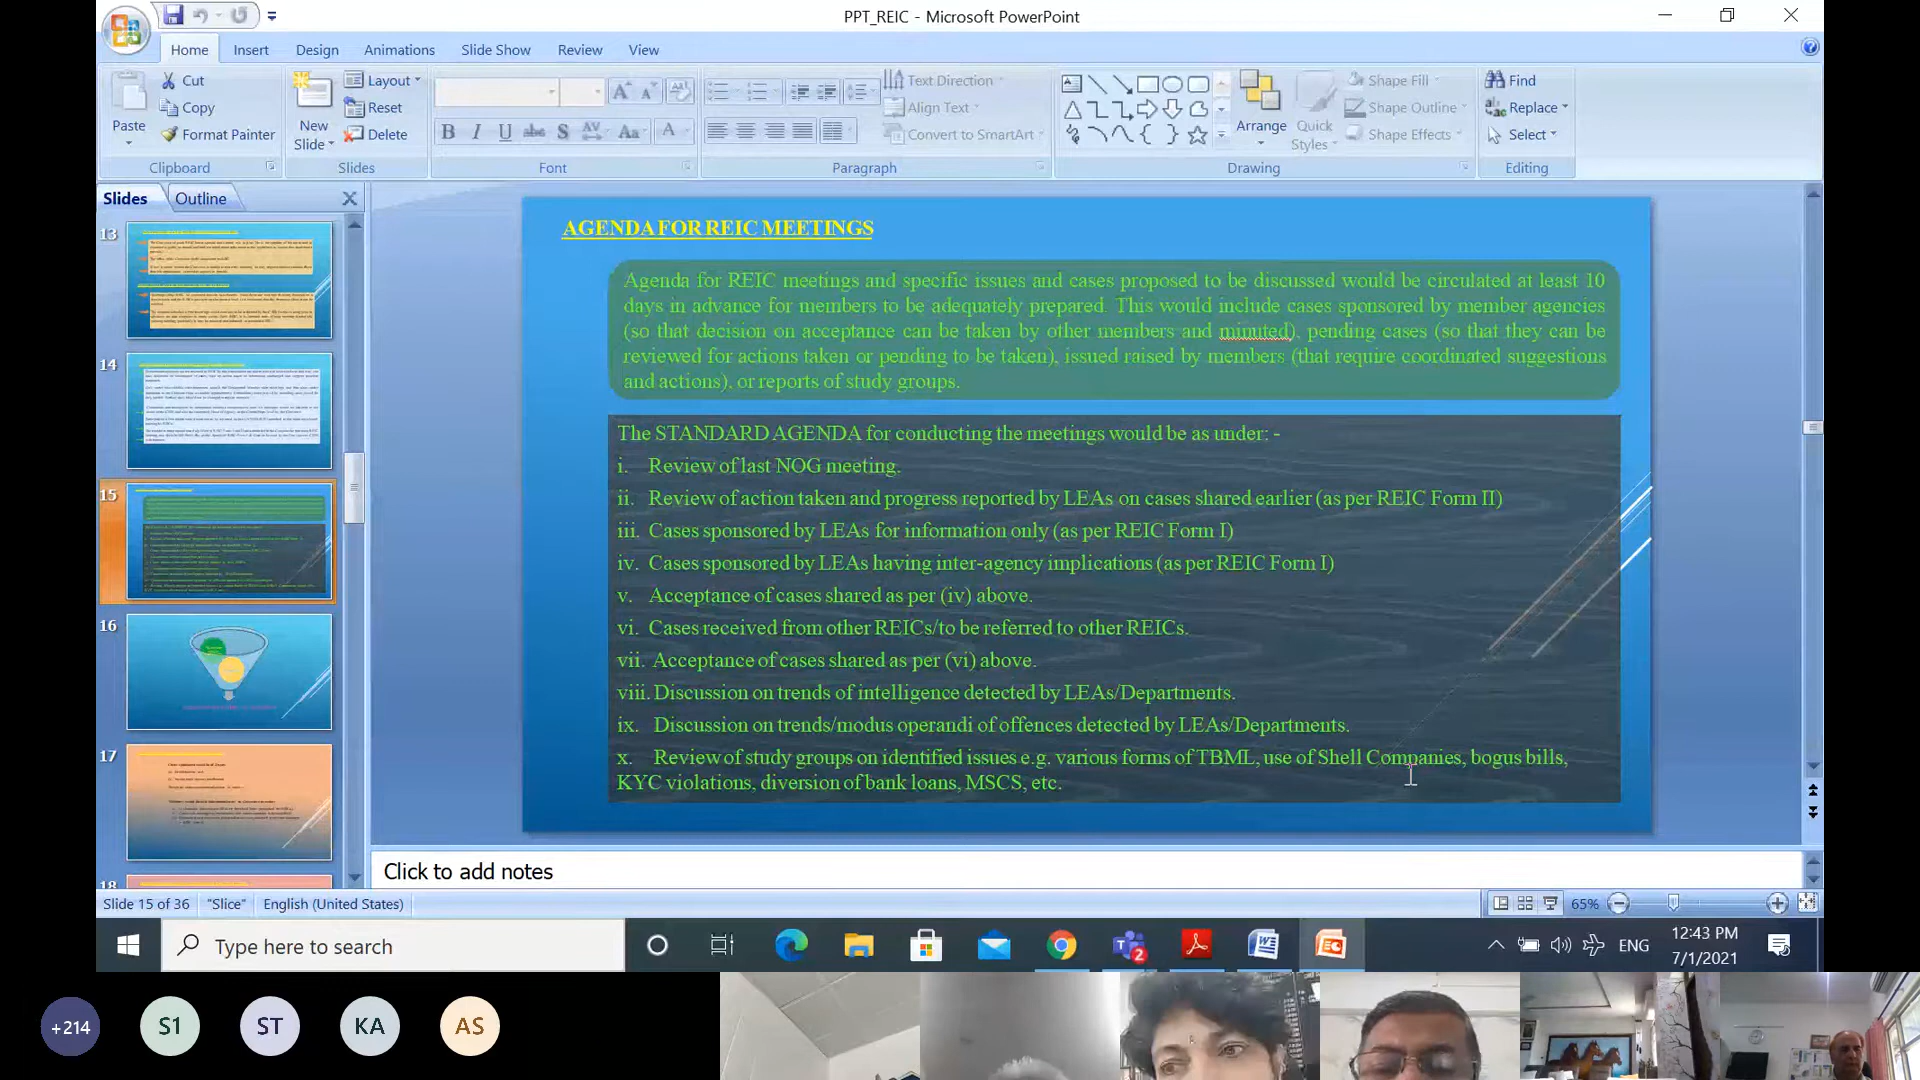 PPT_REIC - Microsoft PowerPoint
Home Insert Design Animations Slide Show Review View
Paste
Cut
Copy
Format Painter
Clipboard
New Slide
Layout
Reset
Delete
Slides
Font
Text Direction
Align Text
Convert to SmartArt
Paragraph
Arrange
Quick Styles
Shape Fill
Shape Outline
Shape Effects
Drawing
Find
Replace
Select
Editing
Slides Outline
13
14
15
16
17
18
AGENDA FOR REIC MEETINGS
Agenda for REIC meetings and specific issues and cases proposed to be discussed would be circulated at least 10
days in advance for members to be adequately prepared. This would include cases sponsored by member agencies
(so that decision on acceptance can be taken by other members and minuted), pending cases (so that they can be
reviewed for actions taken or pending to be taken), issued raised by members (that require coordinated suggestions
and actions), or reports of study groups.
The STANDARD AGENDA for conducting the meetings would be as under: -
i. Review of last NOG meeting.
ii. Review of action taken and progress reported by LEAs on cases shared earlier (as per REIC Form II)
iii. Cases sponsored by LEAs for information only (as per REIC Form I)
iv. Cases sponsored by LEAs having inter-agency implications (as per REIC Form I)
v. Acceptance of cases shared as per (iv) above.
vi. Cases received from other REICs/to be referred to other REICs.
vii. Acceptance of cases shared as per (vi) above.
viii. Discussion on trends of intelligence detected by LEAs/Departments.
ix. Discussion on trends/modus operandi of offences detected by LEAs/Departments.
x. Review of study groups on identified issues e.g. various forms of TBML, use of Shell Companies, bogus bills,
KYC violations, diversion of bank loans, MSCS, etc.
Click to add notes
Slide 15 of 36 "Slice" English (United States) 65%
Type here to search
2
ENG
12:43 PM
7/1/2021
+214 S1 ST KA AS